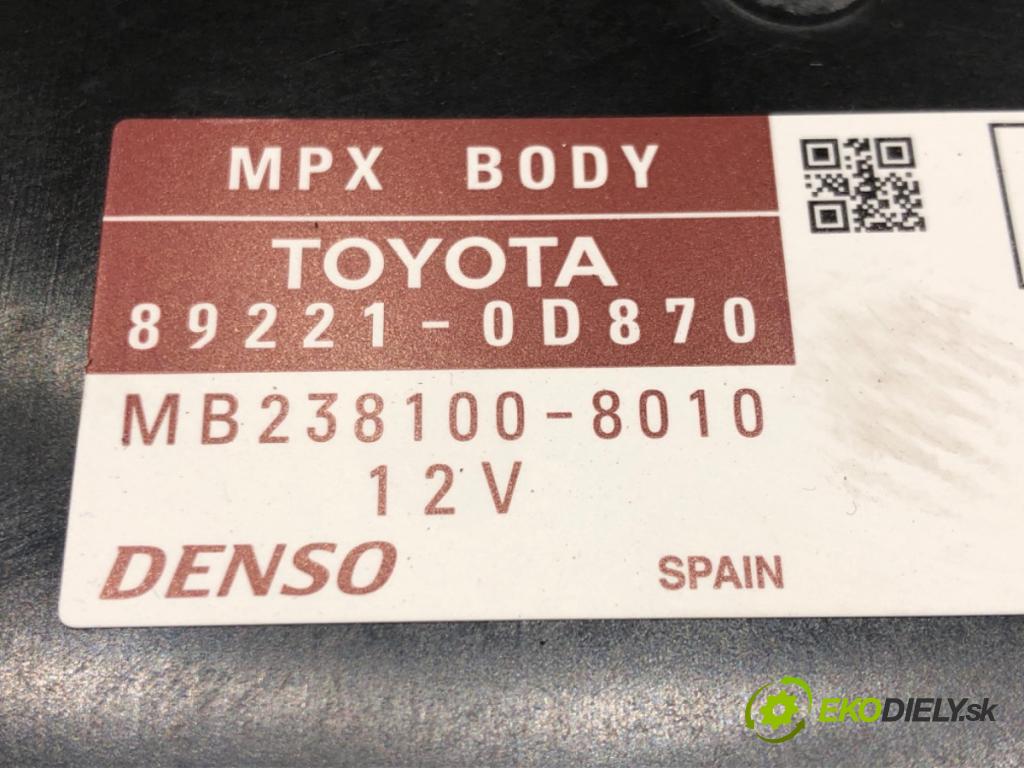 MPX BODY
TOYOTA
89221-0D870
MB238100-8010
12V
DENSO
SPAIN
EKODIELY.sk